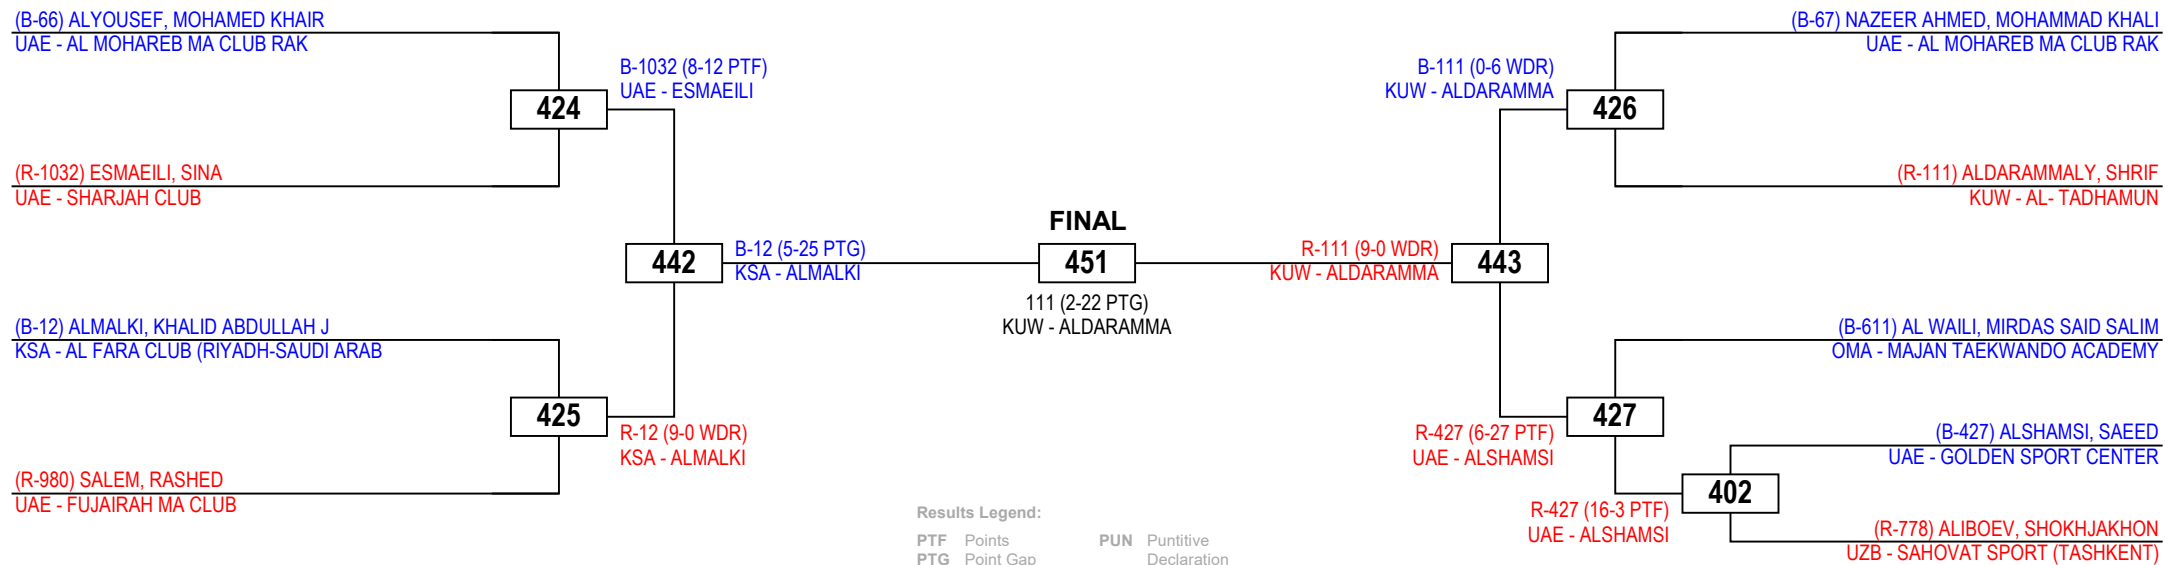 (B-66) ALYOUSEF, MOHAMED KHAIR
UAE - AL MOHAREB MA CLUB RAK
B-1032 (8-12 PTF)
UAE - ESMAEILI
424
(R-1032) ESMAEILI, SINA
UAE - SHARJAH CLUB
442
B-12 (5-25 PTG)
KSA - ALMALKI
(B-12) ALMALKI, KHALID ABDULLAH J
KSA - AL FARA CLUB (RIYADH-SAUDI ARAB
425
R-12 (9-0 WDR)
KSA - ALMALKI
(R-980) SALEM, RASHED
UAE - FUJAIRAH MA CLUB
FINAL
451
111 (2-22 PTG)
KUW - ALDARAMMA
(B-67) NAZEER AHMED, MOHAMMAD KHALI
UAE - AL MOHAREB MA CLUB RAK
B-111 (0-6 WDR)
KUW - ALDARAMMA
426
(R-111) ALDARAMMALY, SHRIF
KUW - AL- TADHAMUN
R-111 (9-0 WDR)
KUW - ALDARAMMA
443
(B-611) AL WAILI, MIRDAS SAID SALIM
OMA - MAJAN TAEKWANDO ACADEMY
427
R-427 (6-27 PTF)
UAE - ALSHAMSI
(B-427) ALSHAMSI, SAEED
UAE - GOLDEN SPORT CENTER
402
R-427 (16-3 PTF)
UAE - ALSHAMSI
(R-778) ALIBOEV, SHOKHJAKHON
UZB - SAHOVAT SPORT (TASHKENT)
Results Legend:
PTF Points PUN Puntitive
PTG Point Gap Declaration